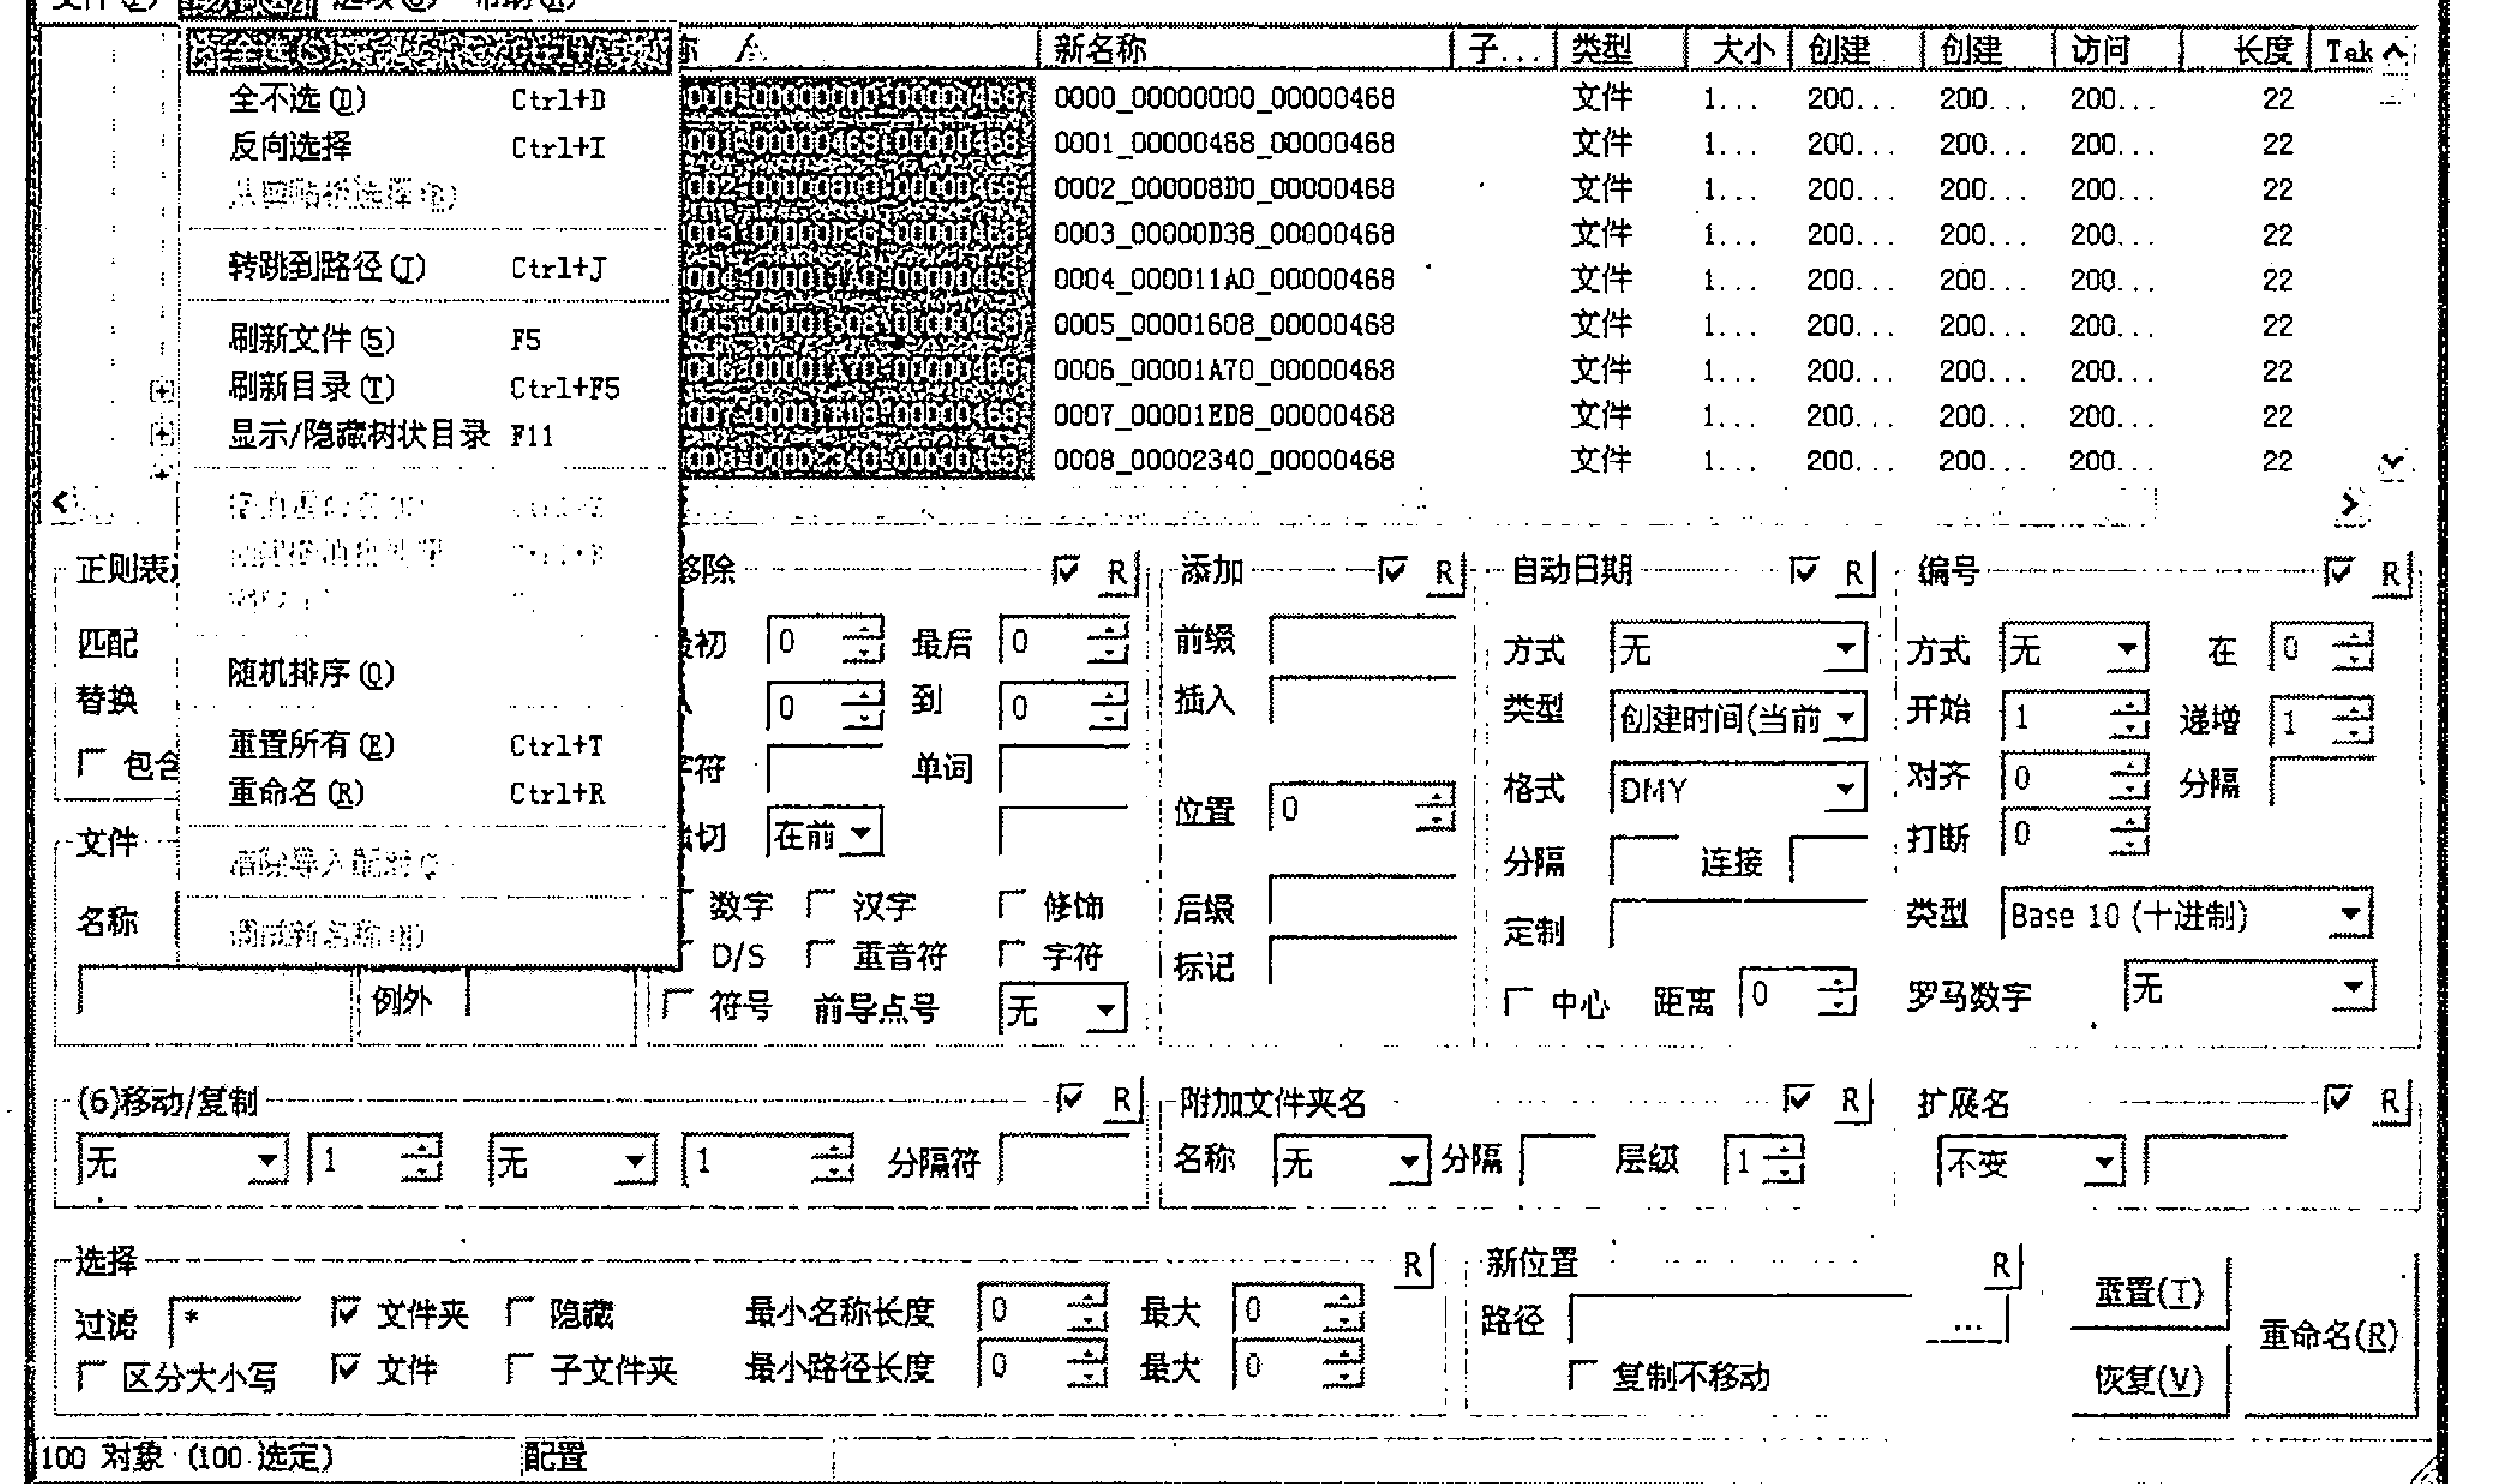 新名称 子... 类型 大小 创建 创建 访问 长度 Tak
全不选(D) Ctrl+D
反向选择 Ctrl+I
转跳到路径(J) Ctrl+J
刷新文件(5) F5
刷新目录(T) Ctrl+F5
显示/隐藏树状目录 F11
随机排序(Q)
重置所有(E) Ctrl+T
重命名(R) Ctrl+R
0000_00000000_00000468 文件 1... 200... 200... 200... 22
0001_00000468_00000468 文件 1... 200... 200... 200... 22
0002_000008D0_00000468 文件 1... 200... 200... 200... 22
0003_00000D38_00000468 文件 1... 200... 200... 200... 22
0004_000011A0_00000468 文件 1... 200... 200... 200... 22
0005_00001608_00000468 文件 1... 200... 200... 200... 22
0006_00001A70_00000468 文件 1... 200... 200... 200... 22
0007_00001ED8_00000468 文件 1... 200... 200... 200... 22
0008_00002340_00000468 文件 1... 200... 200... 200... 22
正则表
匹配
替换
包含
文件
名称
例外
移除 R
最初 0 最后 0
0 到 0
字符 单词
裁切 在前
数字 汉字 修饰
D/S 重音符 字符
符号 前导点号 无
添加 R
前缀
插入
位置 0
后缀
标记
自动日期 R
方式 无
类型 创建时间(当前
格式 DMY
分隔 连接
定制
中心 距离 0
编号 R
方式 无 在 0
开始 1 递增 1
对齐 0 分隔
打断 0
类型 Base 10 (十进制)
罗马数字 无
(6)移动/复制 R
无 1 无 1 分隔符
附加文件夹名 R
名称 无 分隔 层级 1
扩展名 R
不变
选择 R
过滤 * 文件夹 隐藏 最小名称长度 0 最大 0
区分大小写 文件 子文件夹 最小路径长度 0 最大 0
新位置 R
路径 ...
复制不移动
重置(T)
恢复(V)
重命名(R)
100 对象 (100 选定) 配置